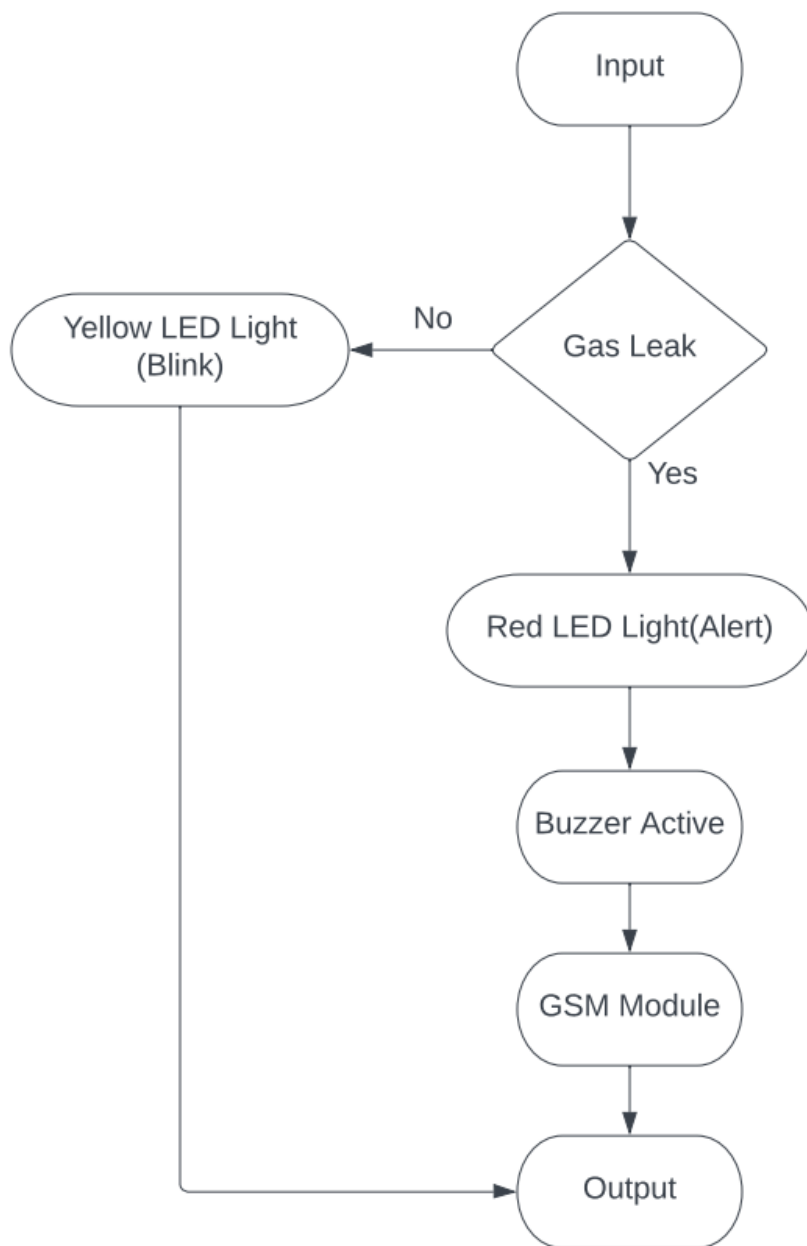 Input
Gas Leak
No
Yellow LED Light
(Blink)
Yes
Red LED Light(Alert)
Buzzer Active
GSM Module
Output